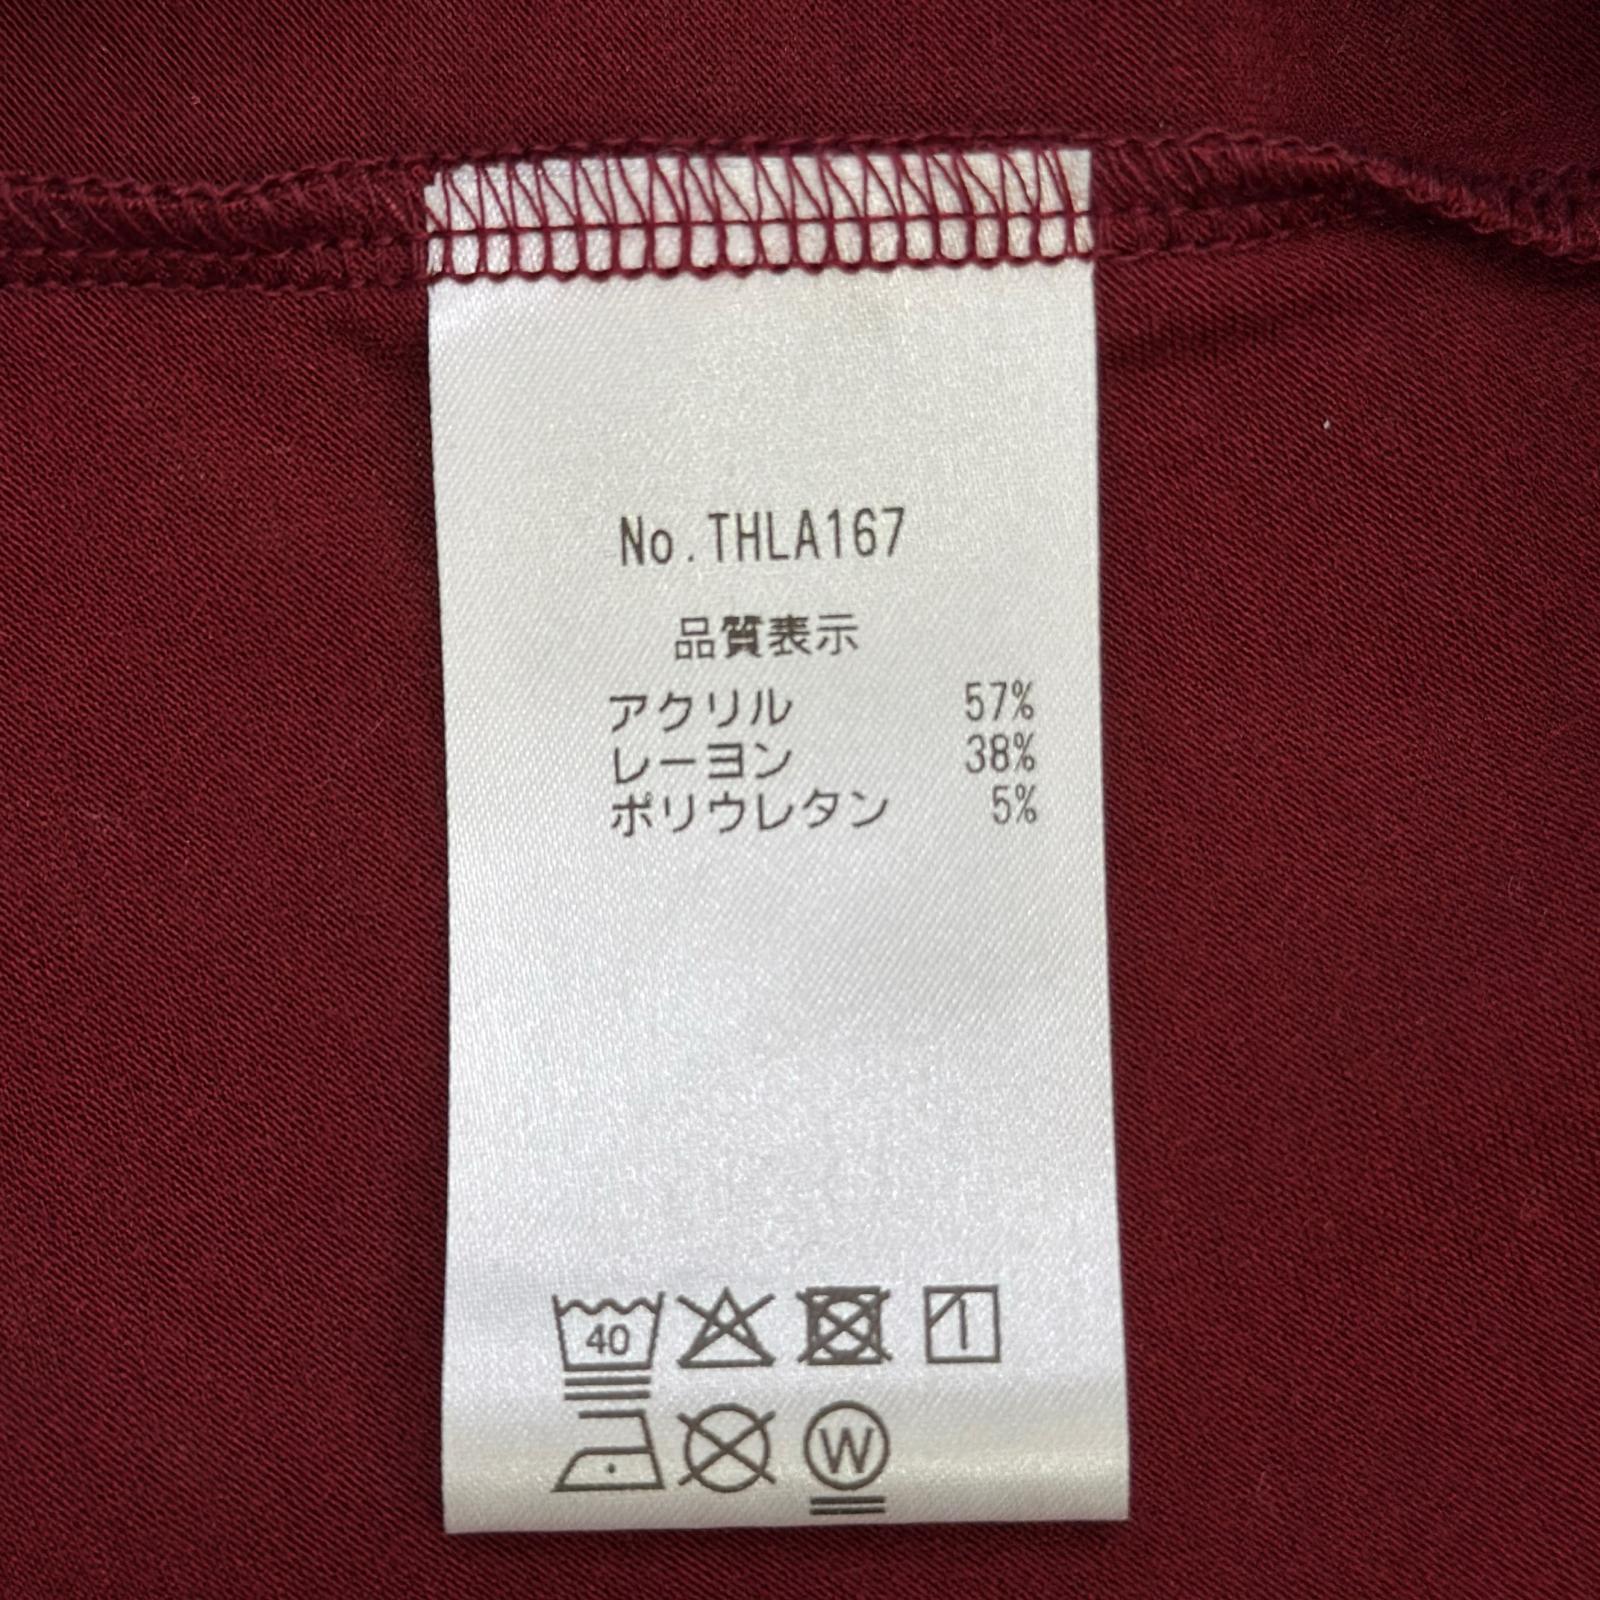 No.THLA167
品質表示
アクリル 57%
レーヨン 38%
ポリウレタン 5%
40
W